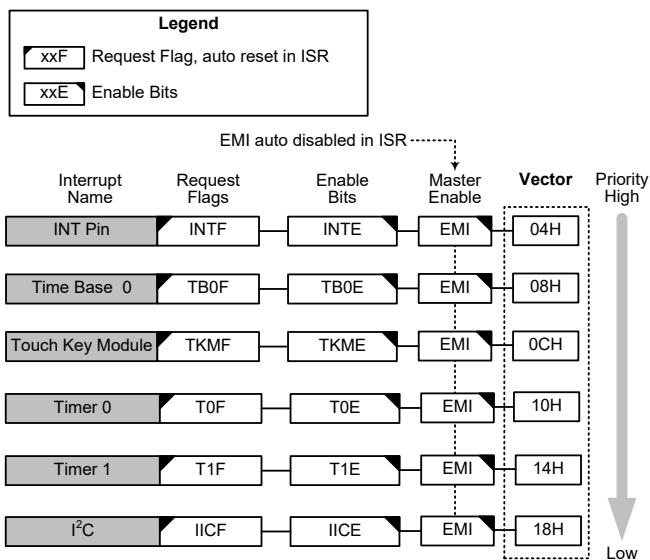 Legend
xxF Request Flag, auto reset in ISR
xxE Enable Bits
EMI auto disabled in ISR
Interrupt Name Request Flags Enable Bits Master Enable Vector Priority High
INT Pin INTF INTE EMI 04H
Time Base 0 TB0F TB0E EMI 08H
Touch Key Module TKMF TKME EMI 0CH
Timer 0 T0F T0E EMI 10H
Timer 1 T1F T1E EMI 14H
I²C IICF IICE EMI 18H
Low